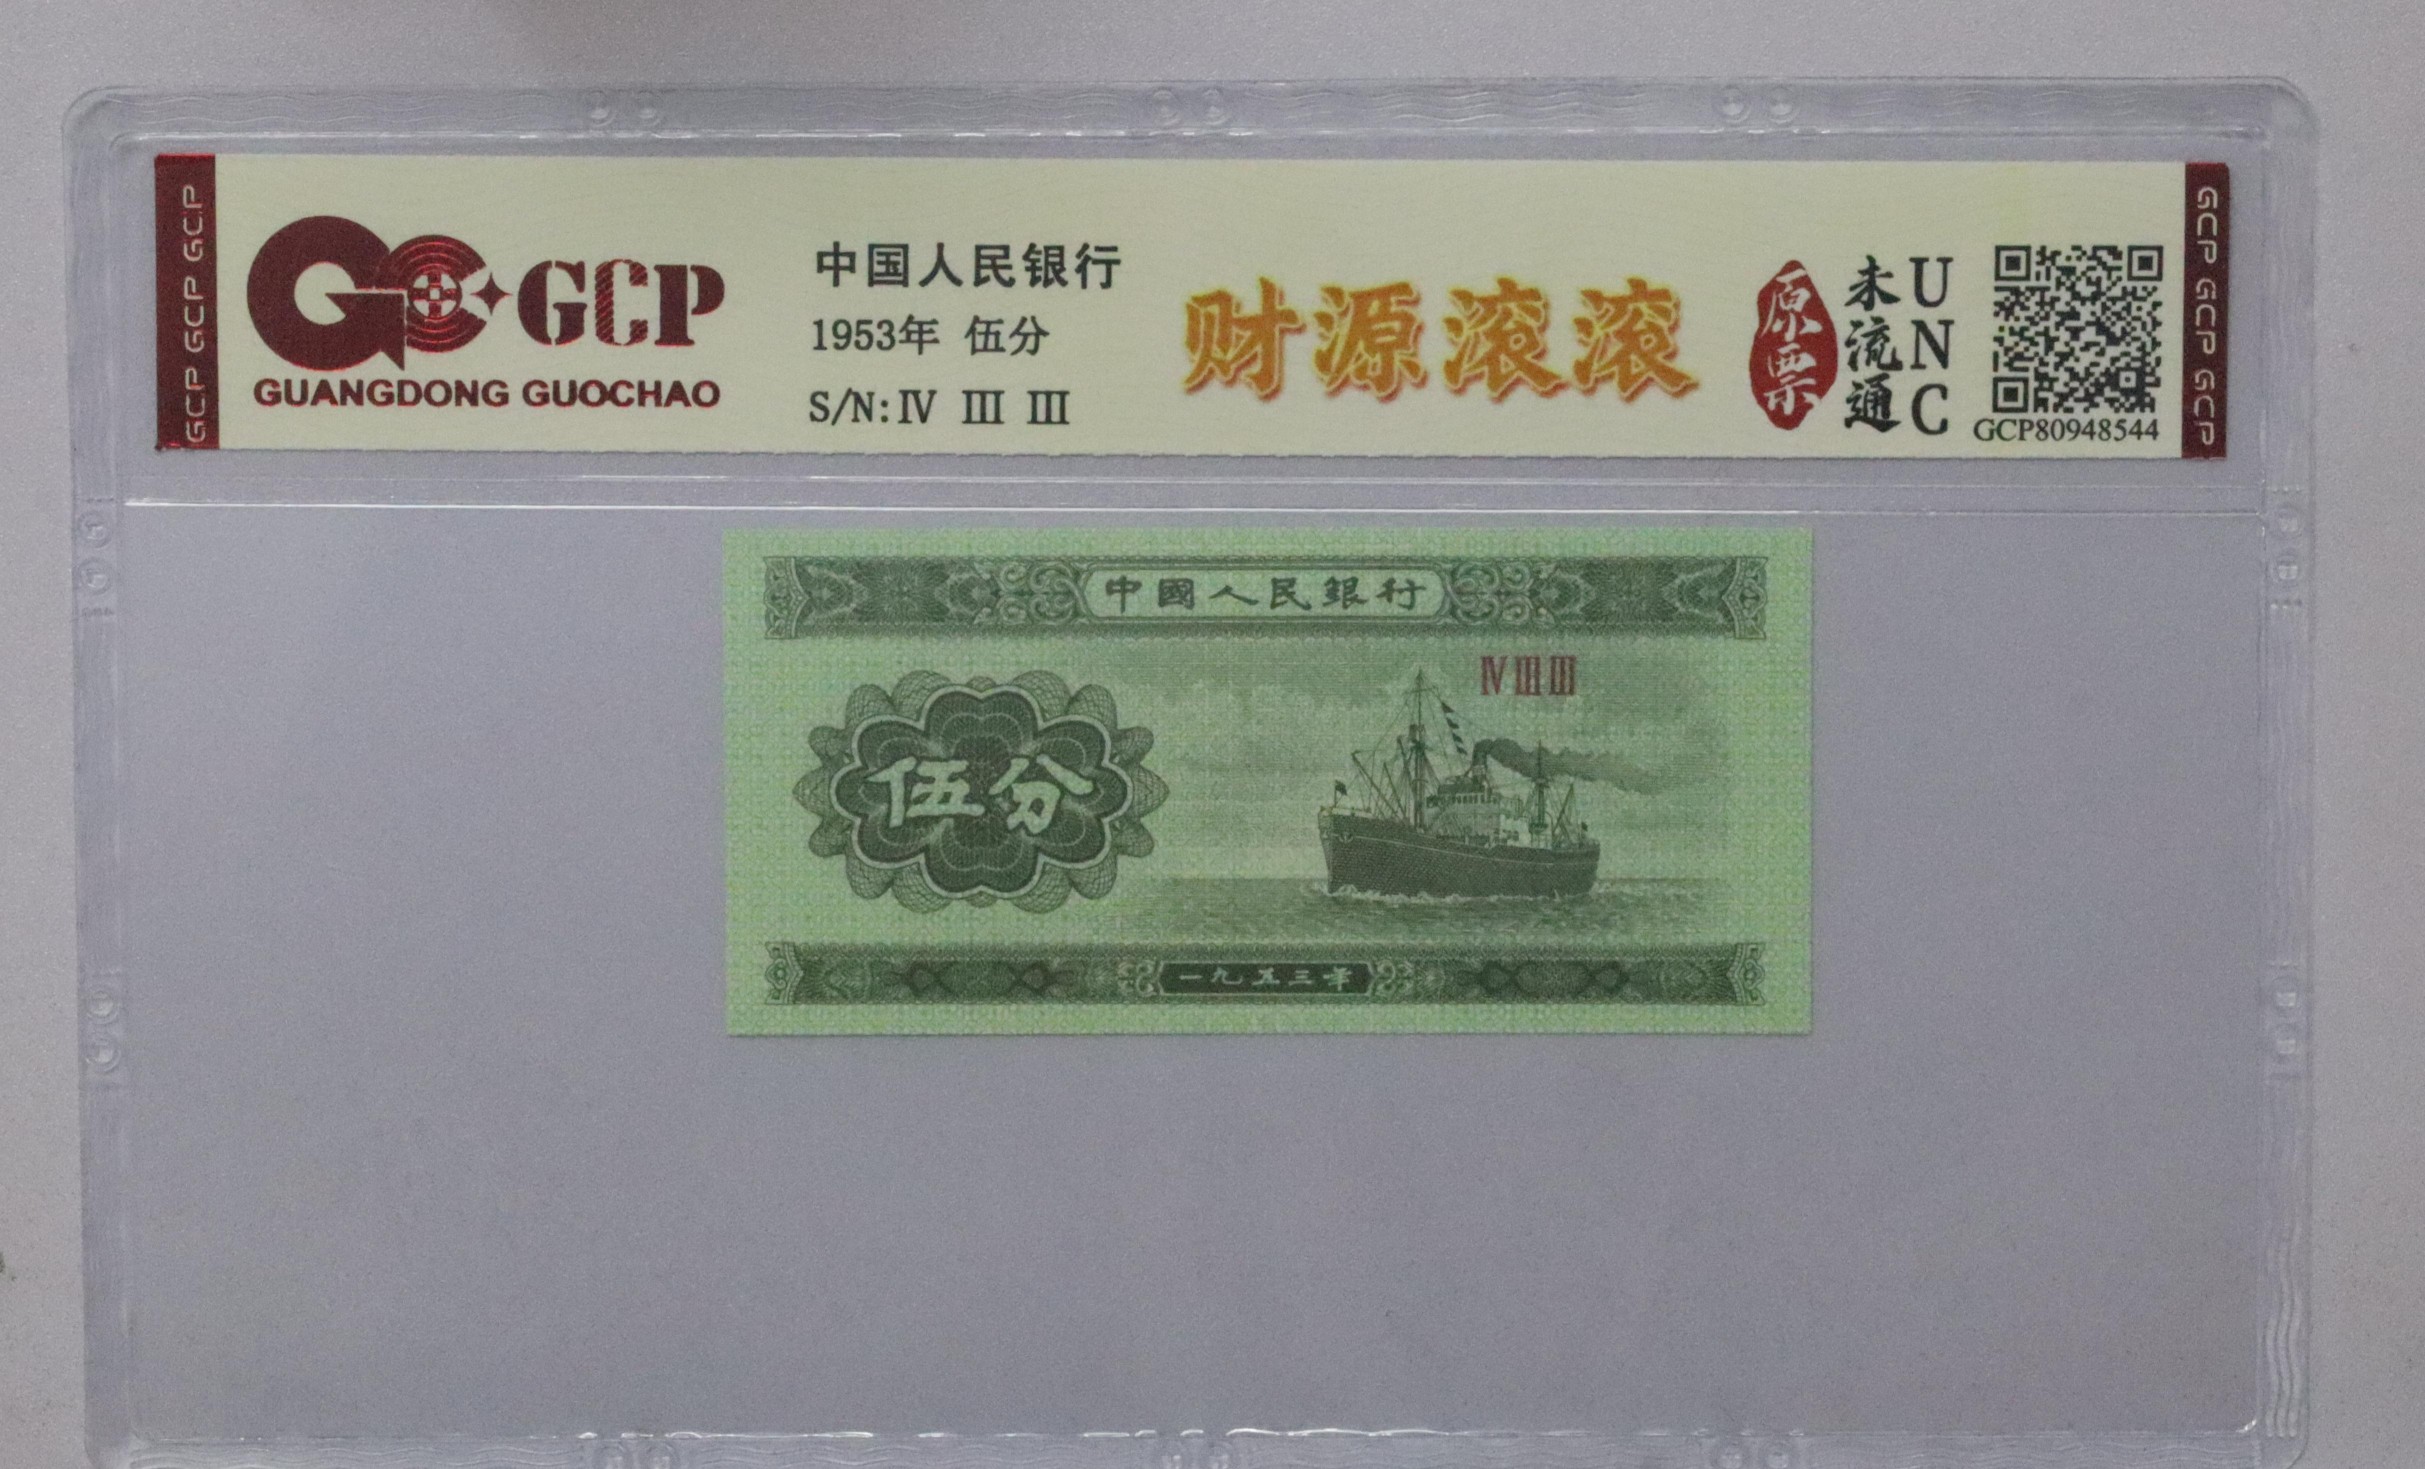 GCP GCP GCP
GCP
GUANGDONG GUOCHAO
中国人民银行
1953年 伍分
S/N:Ⅳ Ⅲ Ⅲ
财源滚滚
原票
未流通
UNC
GCP80948544
GCP GCP GCP
中國人民銀行
Ⅳ Ⅲ Ⅲ
伍分
一九五三年